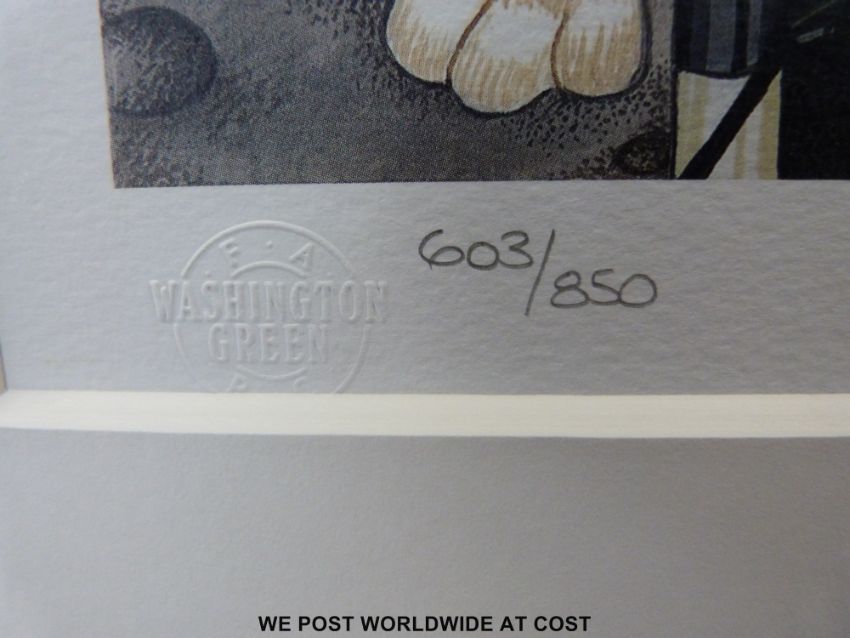 F. A
WASHINGTON
GREEN
603/850
WE POST WORLDWIDE AT COST